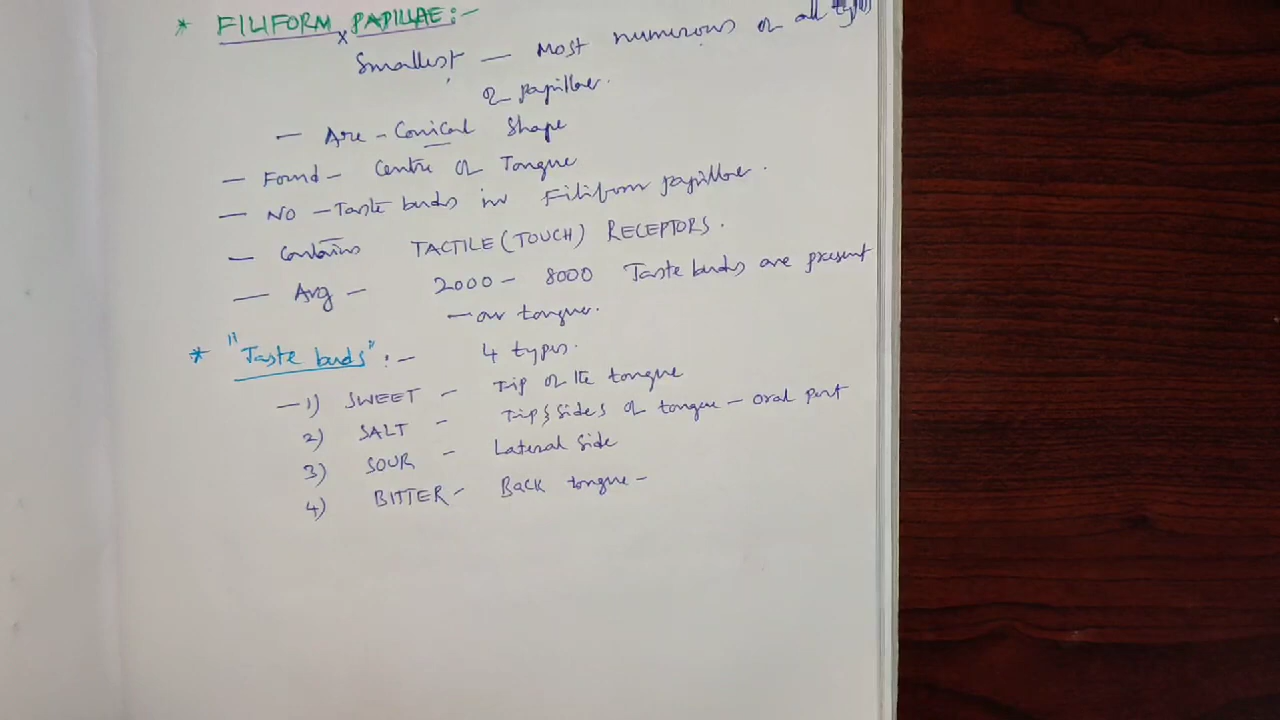 * FILIFORM PAPILLAE :-
x
Smallest — Most numerous of all types
of papillae.
— Are - Conical Shape
— Found - Centre of Tongue
— NO - Taste buds in Filiform papillae.
— Contains TACTILE (TOUCH) RECEPTORS.
— Avg - 2000 - 8000 Taste buds are present
— on tongue.
* "Taste buds" :- 4 types.
— 1) SWEET - Tip of the tongue
2) SALT - Tip & Sides of tongue - oral part
3) SOUR - Lateral Side
4) BITTER - Back tongue -